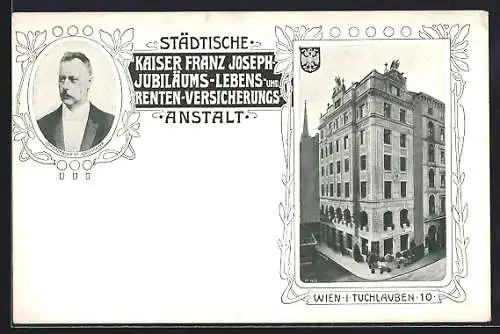 STÄDTISCHE
KAISER FRANZ JOSEPH-
JUBILÄUMS-LEBENS-UND
RENTEN-VERSICHERUNGS
ANSTALT
WIEN·I·TUCHLAUBEN·10·